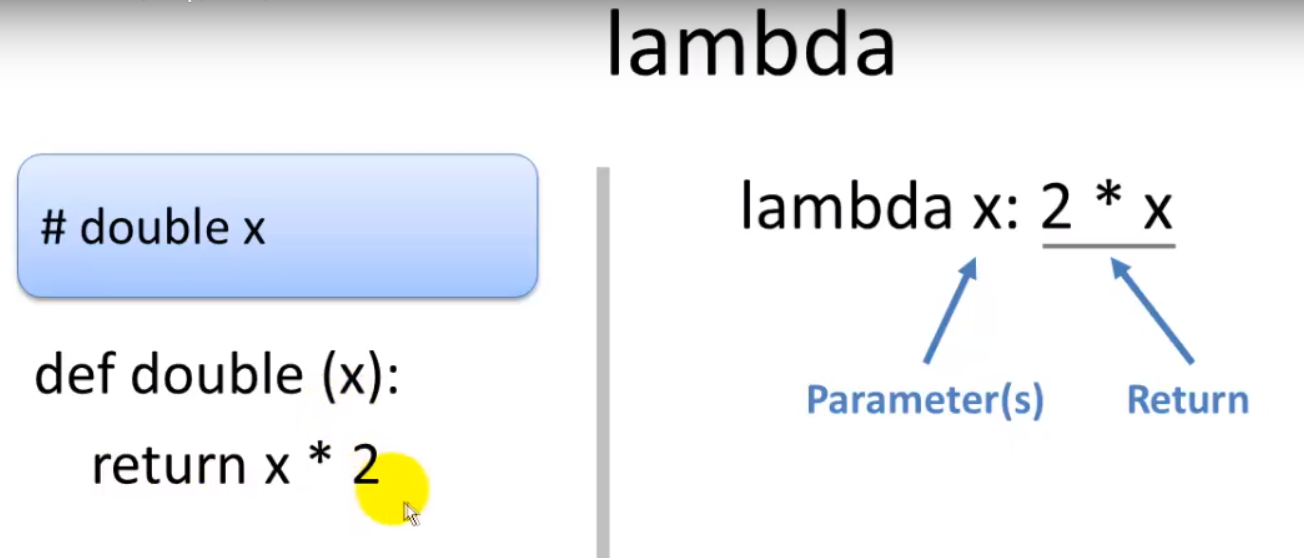 lambda
# double x
def double (x):
return x * 2
lambda x: 2 * x
Parameter(s) Return